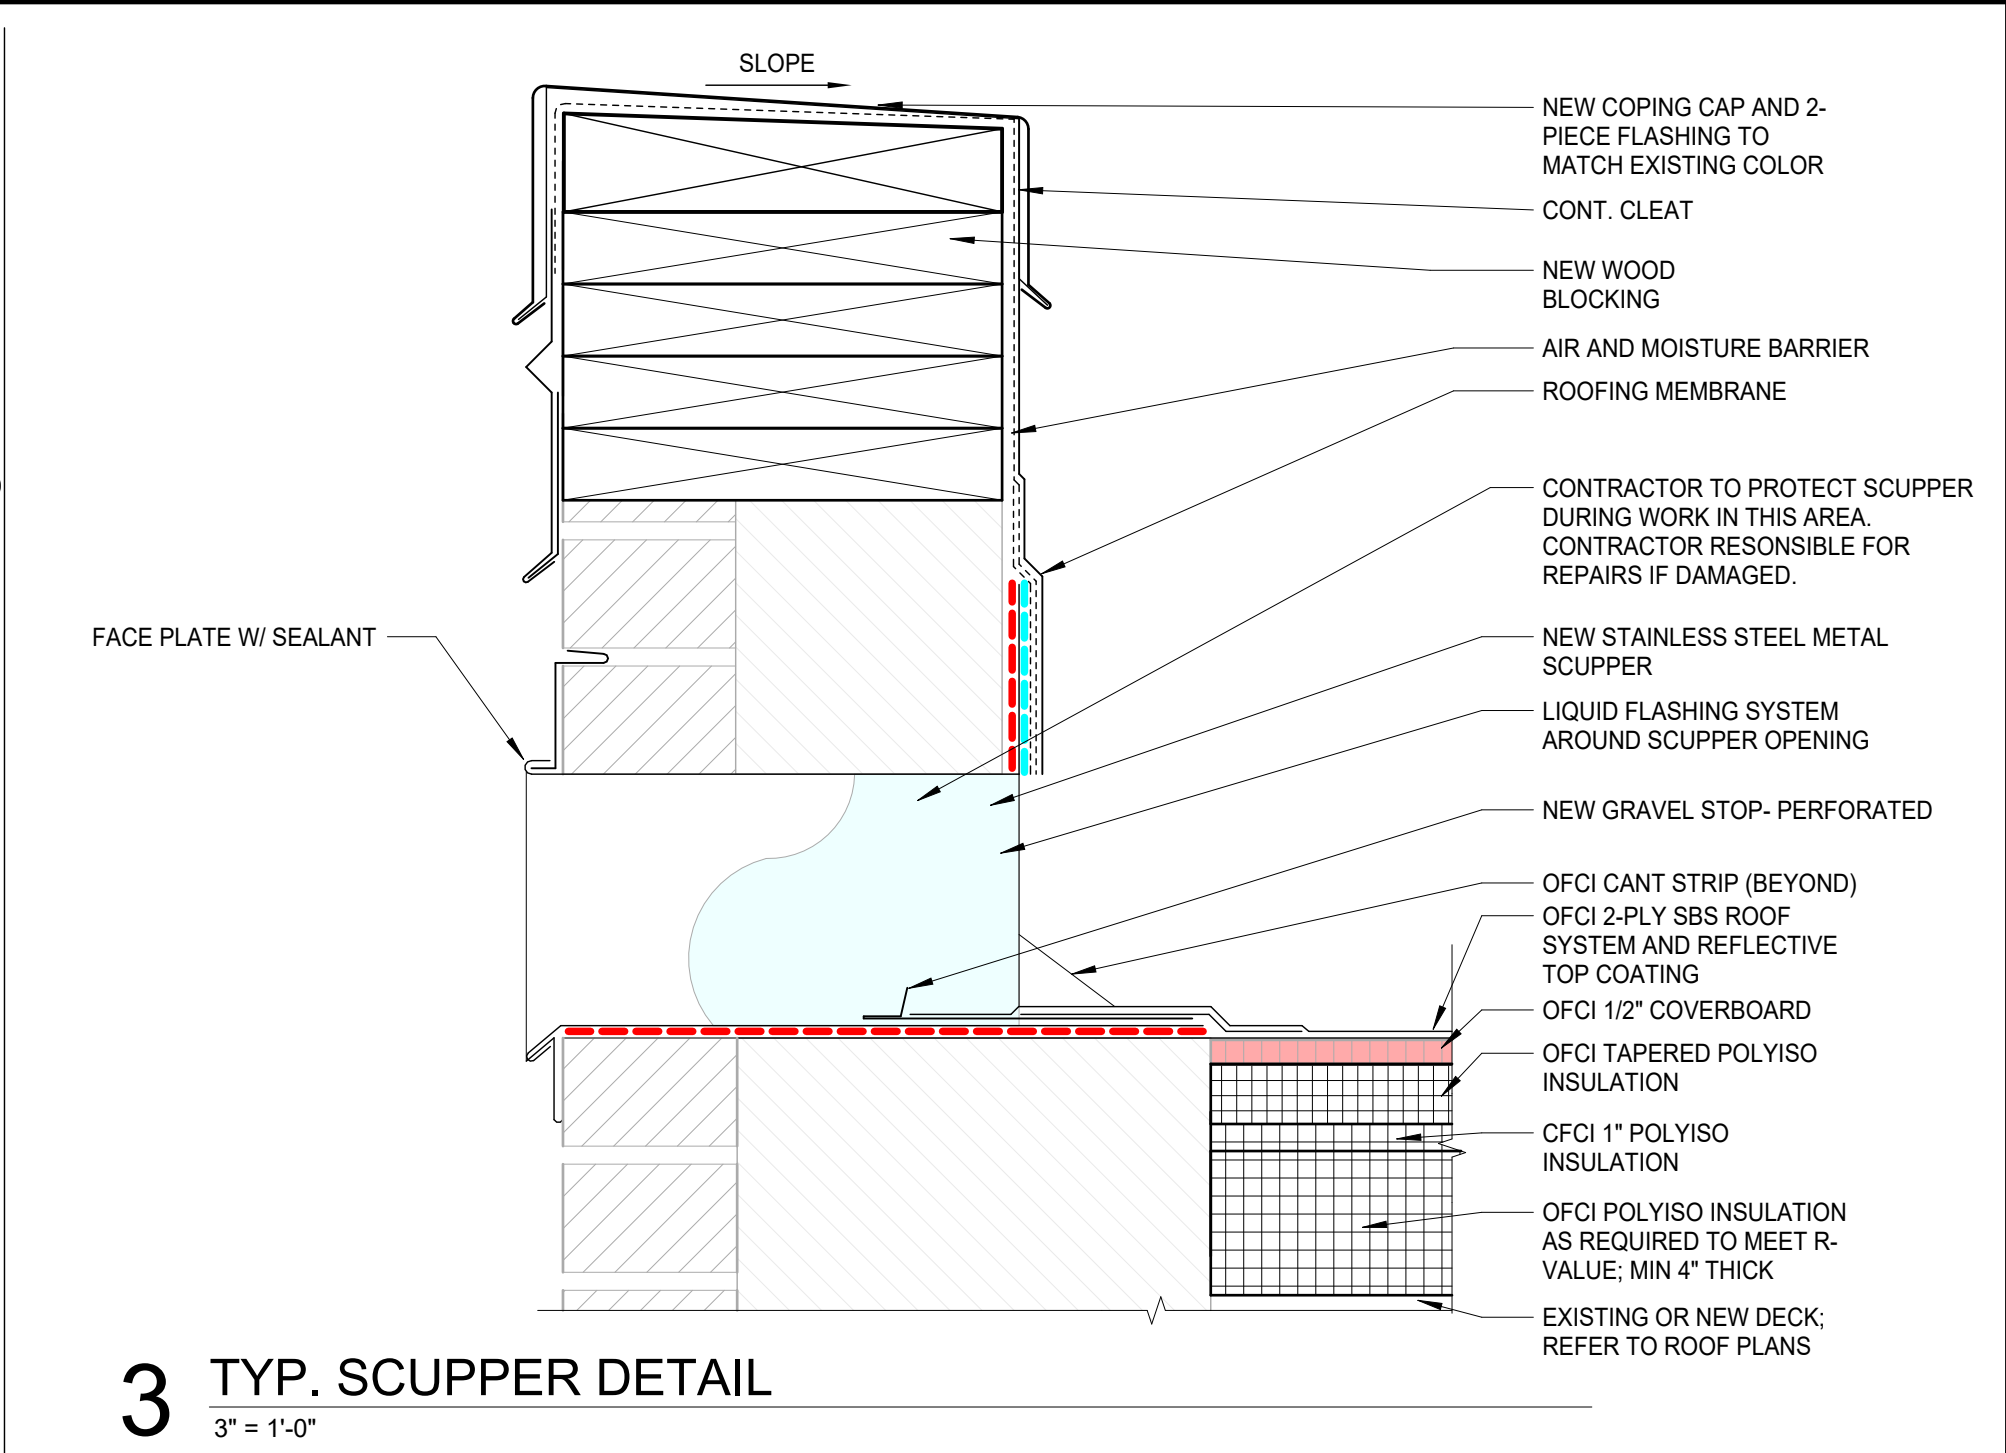 SLOPE
NEW COPING CAP AND 2-
PIECE FLASHING TO
MATCH EXISTING COLOR
CONT. CLEAT
NEW WOOD
BLOCKING
AIR AND MOISTURE BARRIER
ROOFING MEMBRANE
CONTRACTOR TO PROTECT SCUPPER
DURING WORK IN THIS AREA.
CONTRACTOR RESONSIBLE FOR
REPAIRS IF DAMAGED.
FACE PLATE W/ SEALANT
NEW STAINLESS STEEL METAL
SCUPPER
LIQUID FLASHING SYSTEM
AROUND SCUPPER OPENING
NEW GRAVEL STOP- PERFORATED
OFCI CANT STRIP (BEYOND)
OFCI 2-PLY SBS ROOF
SYSTEM AND REFLECTIVE
TOP COATING
OFCI 1/2" COVERBOARD
OFCI TAPERED POLYISO
INSULATION
CFCI 1" POLYISO
INSULATION
OFCI POLYISO INSULATION
AS REQUIRED TO MEET R-
VALUE; MIN 4" THICK
EXISTING OR NEW DECK;
REFER TO ROOF PLANS
3 TYP. SCUPPER DETAIL
3" = 1'-0"